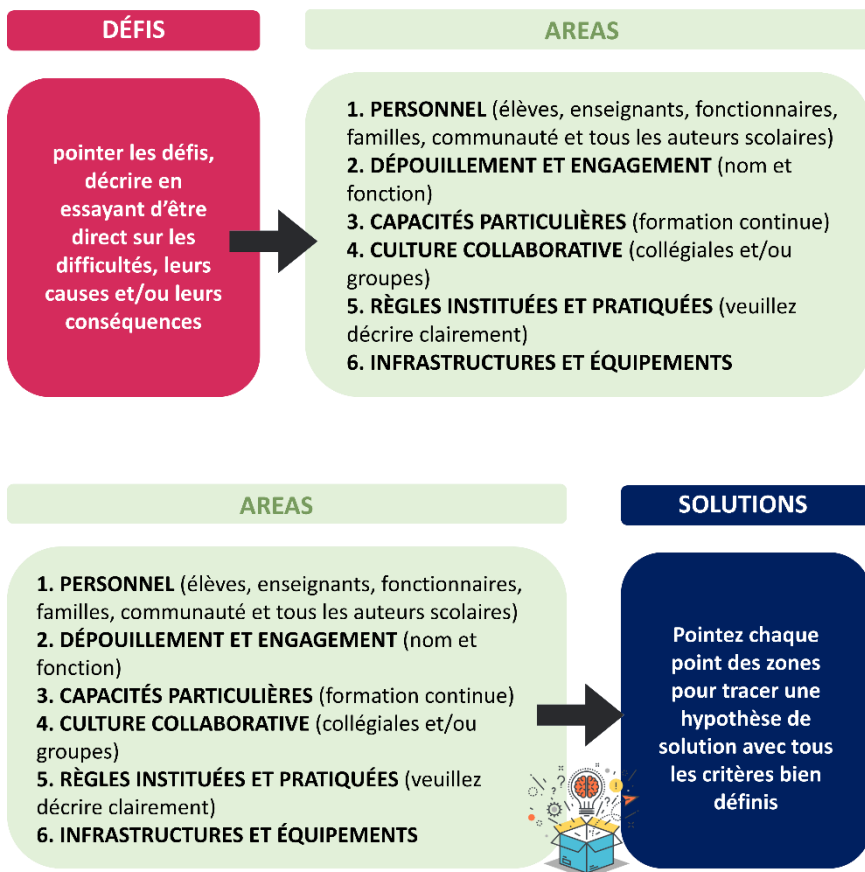 DÉFIS
AREAS
pointer les défis,
décrire en
essayant d'être
direct sur les
difficultés, leurs
causes et/ou leurs
conséquences
1. PERSONNEL (élèves, enseignants, fonctionnaires,
familles, communauté et tous les auteurs scolaires)
2. DÉPOUILLEMENT ET ENGAGEMENT (nom et
fonction)
3. CAPACITÉS PARTICULIÈRES (formation continue)
4. CULTURE COLLABORATIVE (collégiales et/ou
groupes)
5. RÈGLES INSTITUÉES ET PRATIQUÉES (veuillez
décrire clairement)
6. INFRASTRUCTURES ET ÉQUIPEMENTS
AREAS
SOLUTIONS
1. PERSONNEL (élèves, enseignants, fonctionnaires,
familles, communauté et tous les auteurs scolaires)
2. DÉPOUILLEMENT ET ENGAGEMENT (nom et
fonction)
3. CAPACITÉS PARTICULIÈRES (formation continue)
4. CULTURE COLLABORATIVE (collégiales et/ou
groupes)
5. RÈGLES INSTITUÉES ET PRATIQUÉES (veuillez
décrire clairement)
6. INFRASTRUCTURES ET ÉQUIPEMENTS
Pointez chaque
point des zones
pour tracer une
hypothèse de
solution avec tous
les critères bien
définis